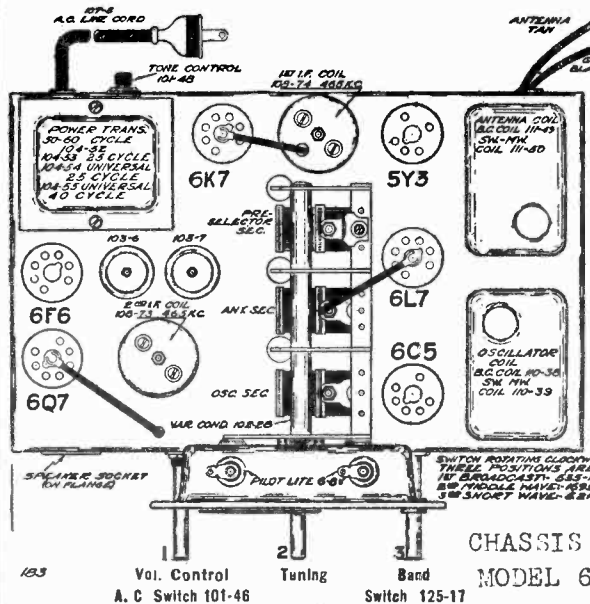 107-8
A.C. LINE CORD
TONE CONTROL
101-48
1ST I.F. COIL
108-74 465 KC
ANTENNA
TAN
POWER TRANS.
50-60 CYCLE
104-52
104-53 25 CYCLE
104-54 UNIVERSAL
25 CYCLE
104-55 UNIVERSAL
40 CYCLE
6K7
5Y3
ANTENNA COIL
B.C. COIL 111-49
SW.-MW.
COIL 111-50
PRE-
SELECTOR
SEC.
103-6
103-7
6F6
6L7
2ND I.F. COIL
108-73 465 KC.
ANT. SEC
6Q7
6C5
OSCILLATOR
COIL
B.C. COIL 110-38
SW. MW.
COIL 110-39
OSC. SEC
VAR. COND. 102-28
SPEAKER SOCKET
(ON FLANGE)
PILOT LITE 6-8V
SWITCH ROTATING CLOCKW
THREE POSITIONS ARE
1ST BROADCAST-
2ND MIDDLE WAVE-
3RD SHORT WAVE-
1
2
3
183
Vol. Control
A. C Switch 101-46
Tuning
Band
Switch 125-17
CHASSIS
MODEL 6